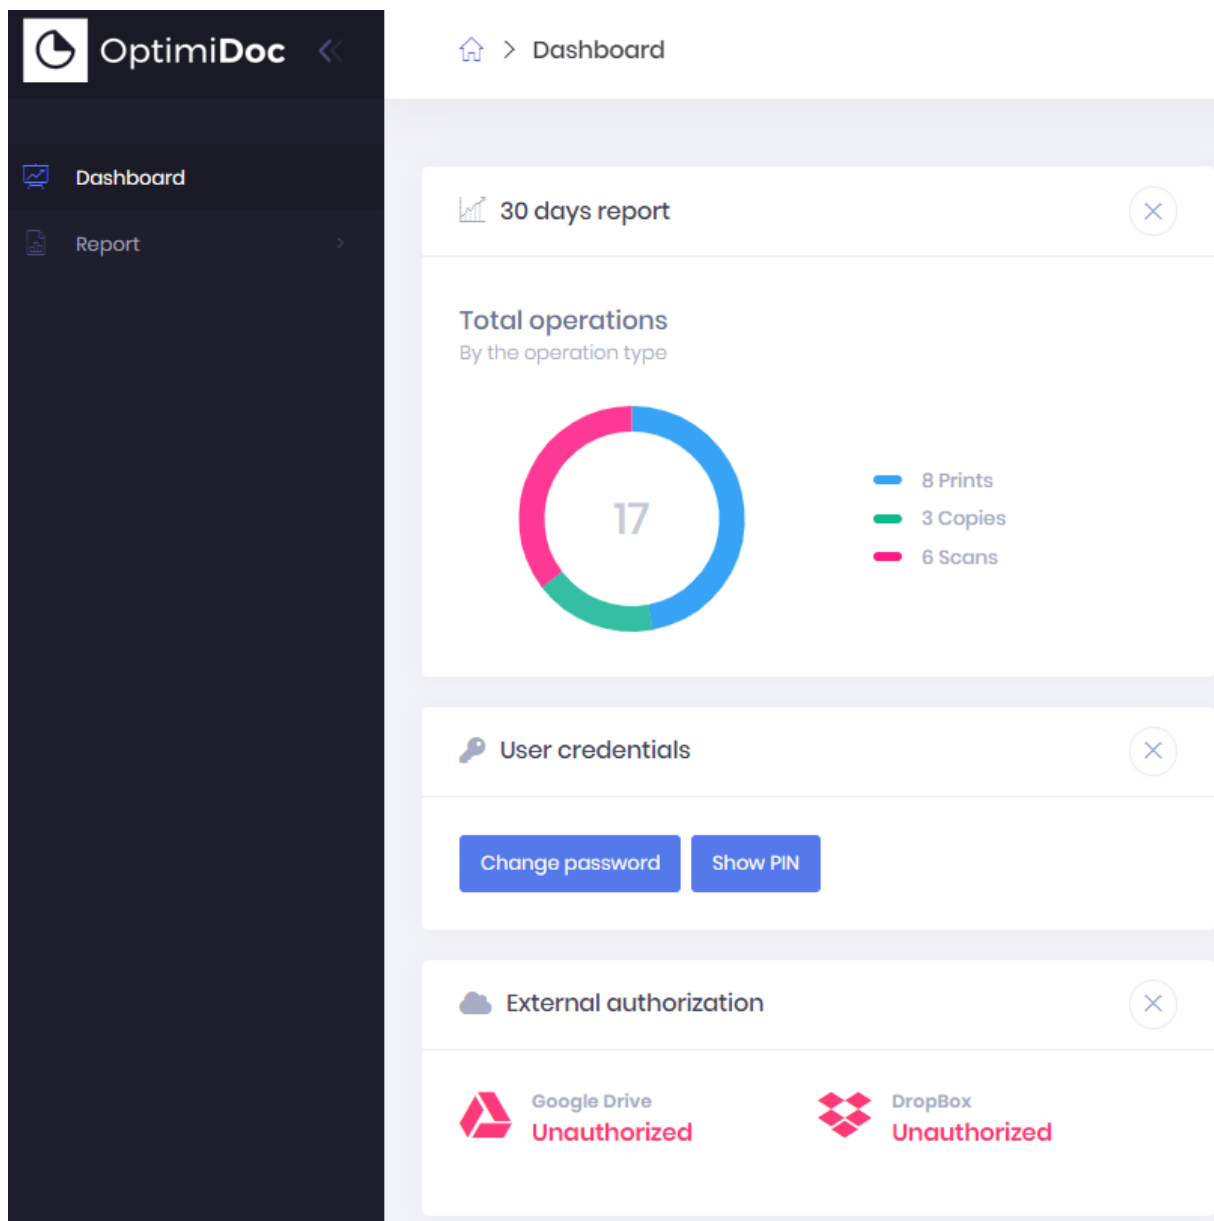 OptimiDoc
Dashboard
Report
> Dashboard
30 days report
Total operations
By the operation type
17
8 Prints
3 Copies
6 Scans
User credentials
Change password
Show PIN
External authorization
Google Drive
Unauthorized
DropBox
Unauthorized